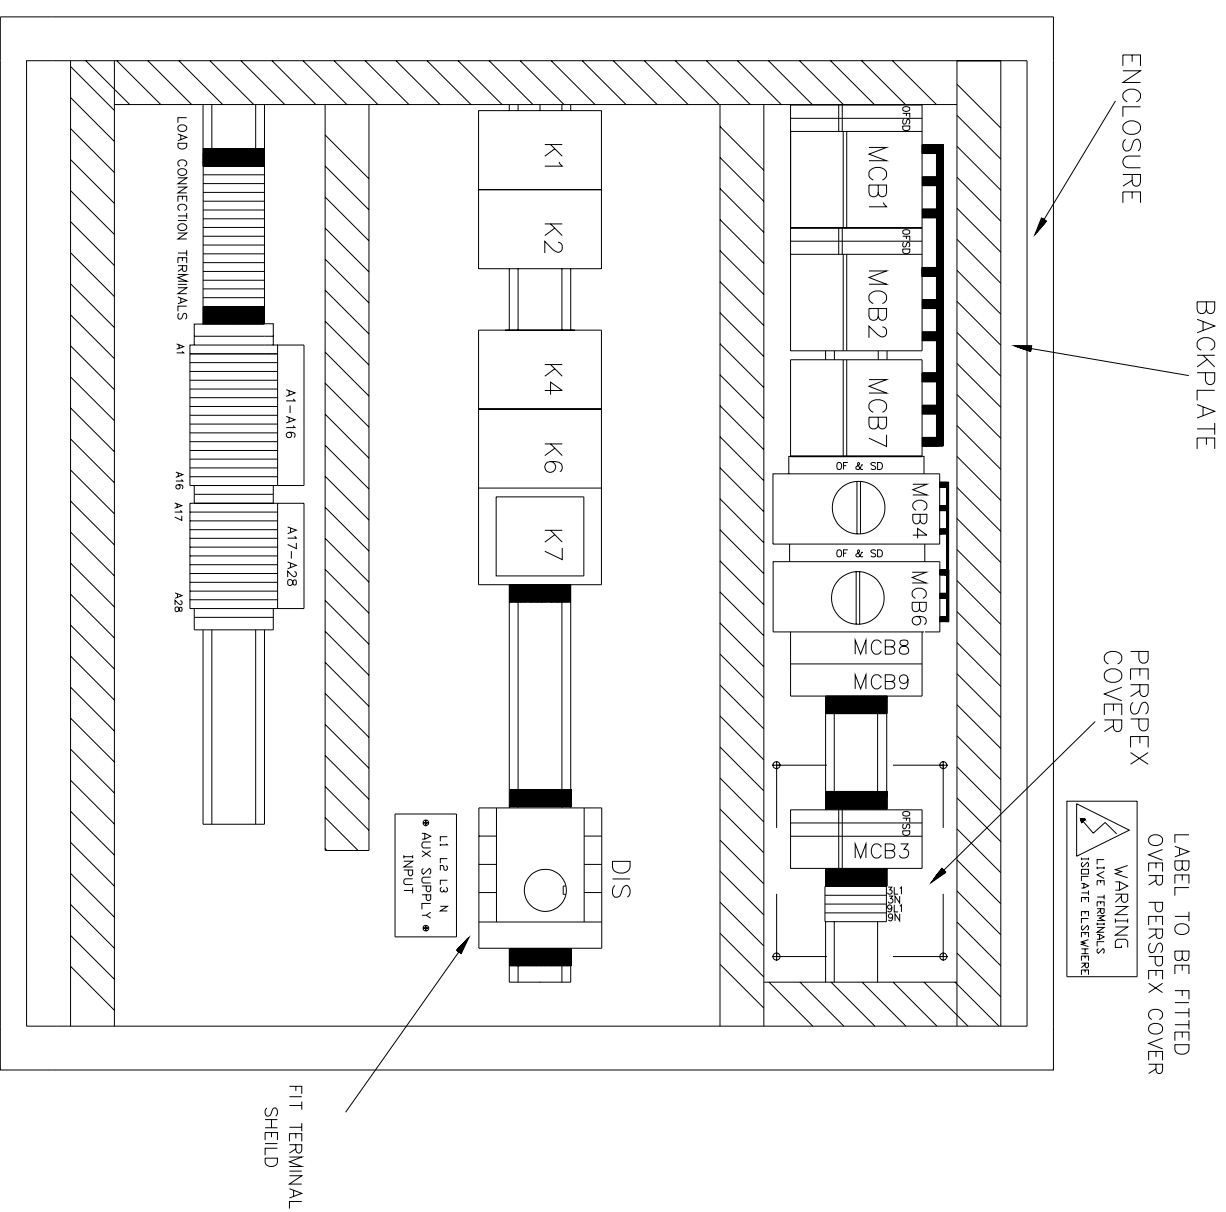 ENCLOSURE
BACKPLATE
PERSPEX
COVER
LABEL TO BE FITTED
OVER PERSPEX COVER
WARNING
LIVE TERMINALS
ISOLATE ELSEWHERE
OFSD
MCB1
OFSD
MCB2
MCB7
OF & SD
MCB4
OF & SD
MCB6
MCB8
MCB9
OFSD
MCB3
3L1
3N
9L1
9N
K1
K2
K4
K6
K7
DIS
L1 L2 L3 N
AUX SUPPLY
INPUT
FIT TERMINAL
SHEILD
LOAD CONNECTION TERMINALS
A1-A16
A17-A28
A1
A16
A17
A28